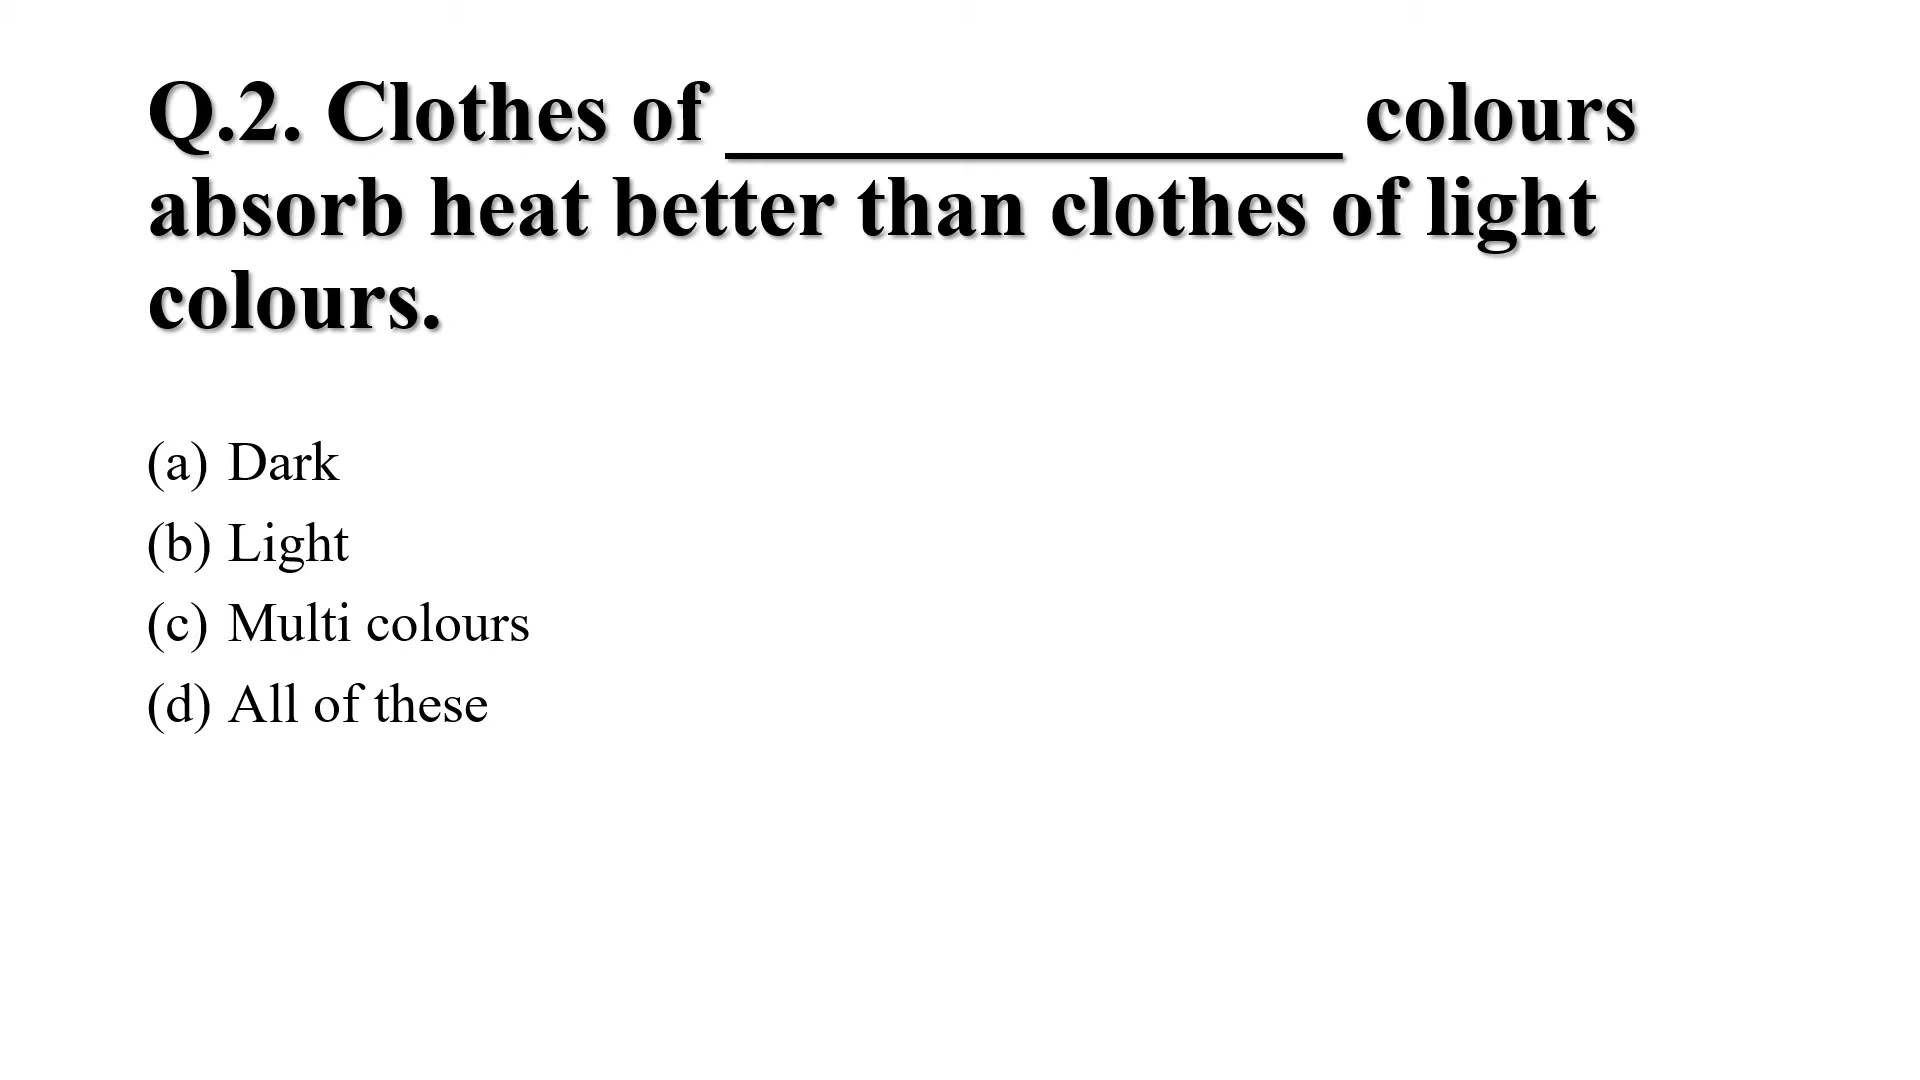 Q.2. Clothes of _______________ colours
absorb heat better than clothes of light
colours.
(a) Dark
(b) Light
(c) Multi colours
(d) All of these